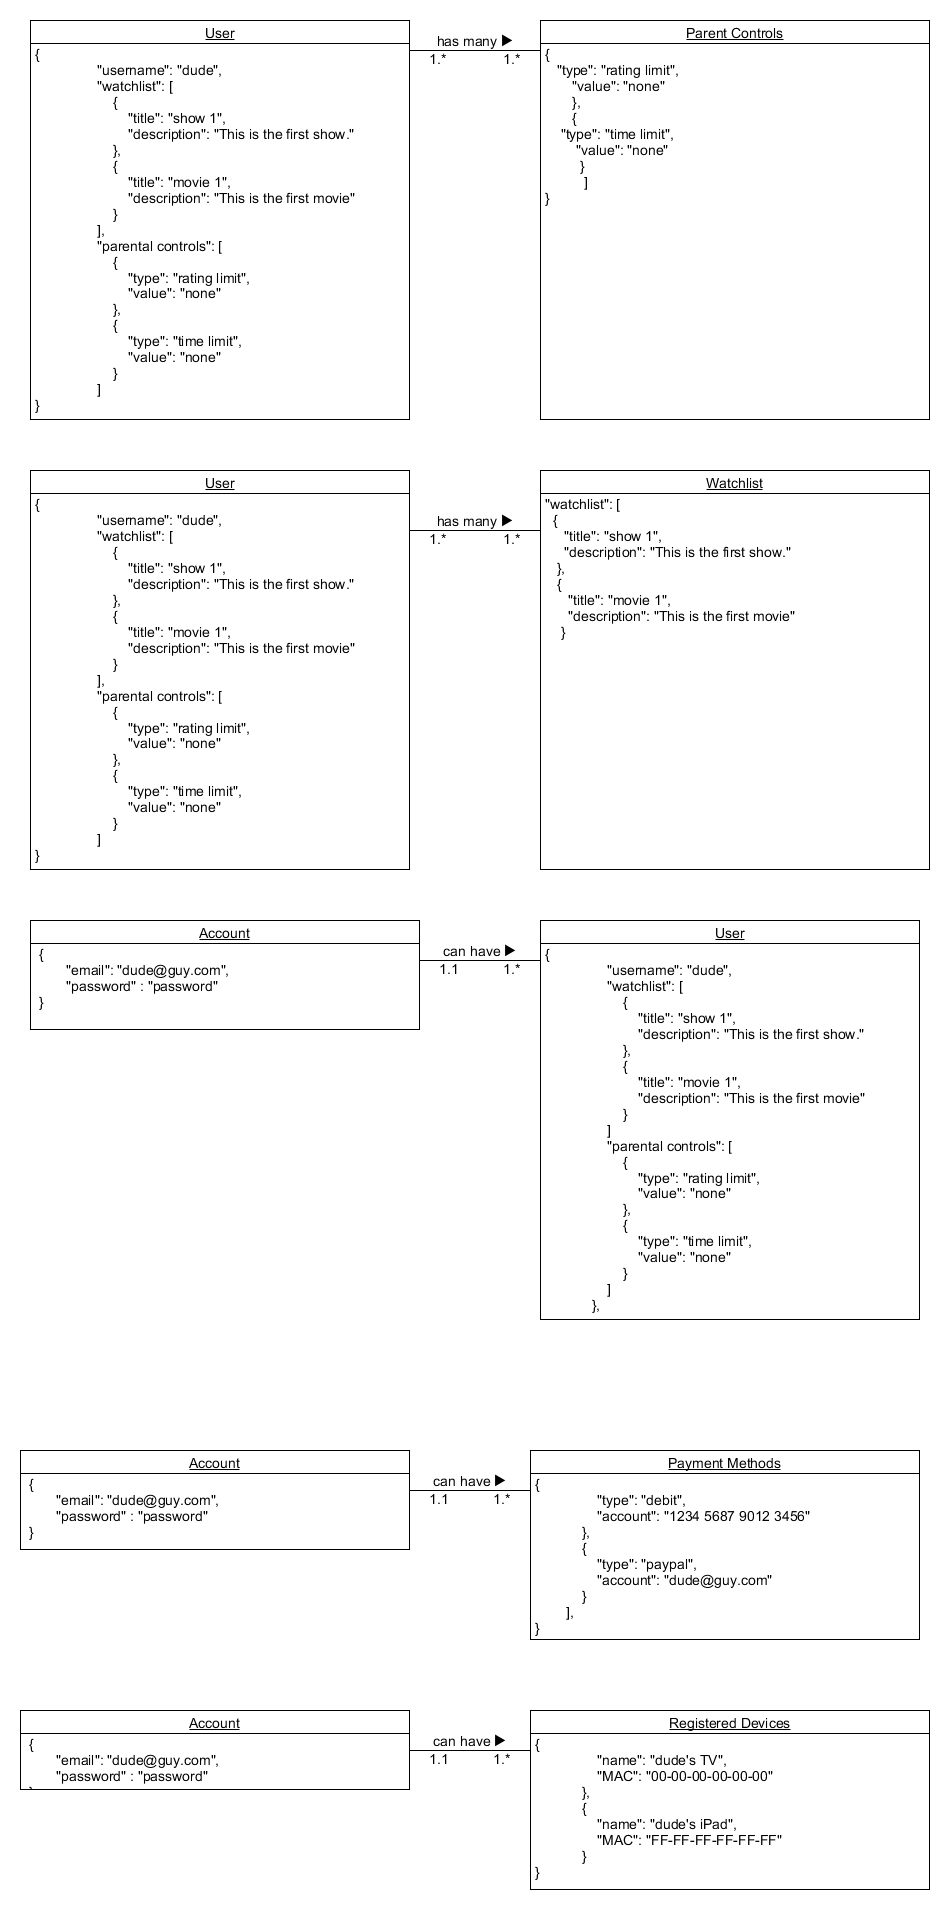 User
{
"username": "dude",
"watchlist": [
{
"title": "show 1",
"description": "This is the first show."
},
{
"title": "movie 1",
"description": "This is the first movie"
}
],
"parental controls": [
{
"type": "rating limit",
"value": "none"
},
{
"type": "time limit",
"value": "none"
}
]
}
has many ▶
1.* 1.*
Parent Controls
{
"type": "rating limit",
"value": "none"
},
{
"type": "time limit",
"value": "none"
}
]
}
User
{
"username": "dude",
"watchlist": [
{
"title": "show 1",
"description": "This is the first show."
},
{
"title": "movie 1",
"description": "This is the first movie"
}
],
"parental controls": [
{
"type": "rating limit",
"value": "none"
},
{
"type": "time limit",
"value": "none"
}
]
}
has many ▶
1.* 1.*
Watchlist
"watchlist": [
{
"title": "show 1",
"description": "This is the first show."
},
{
"title": "movie 1",
"description": "This is the first movie"
}
Account
{
"email": "dude@guy.com",
"password" : "password"
}
can have ▶
1.1 1.*
User
{
"username": "dude",
"watchlist": [
{
"title": "show 1",
"description": "This is the first show."
},
{
"title": "movie 1",
"description": "This is the first movie"
}
]
"parental controls": [
{
"type": "rating limit",
"value": "none"
},
{
"type": "time limit",
"value": "none"
}
]
},
Account
{
"email": "dude@guy.com",
"password" : "password"
}
can have ▶
1.1 1.*
Payment Methods
{
"type": "debit",
"account": "1234 5687 9012 3456"
},
{
"type": "paypal",
"account": "dude@guy.com"
}
],
}
Account
{
"email": "dude@guy.com",
"password" : "password"
can have ▶
1.1 1.*
Registered Devices
{
"name": "dude's TV",
"MAC": "00-00-00-00-00-00"
},
{
"name": "dude's iPad",
"MAC": "FF-FF-FF-FF-FF-FF"
}
}